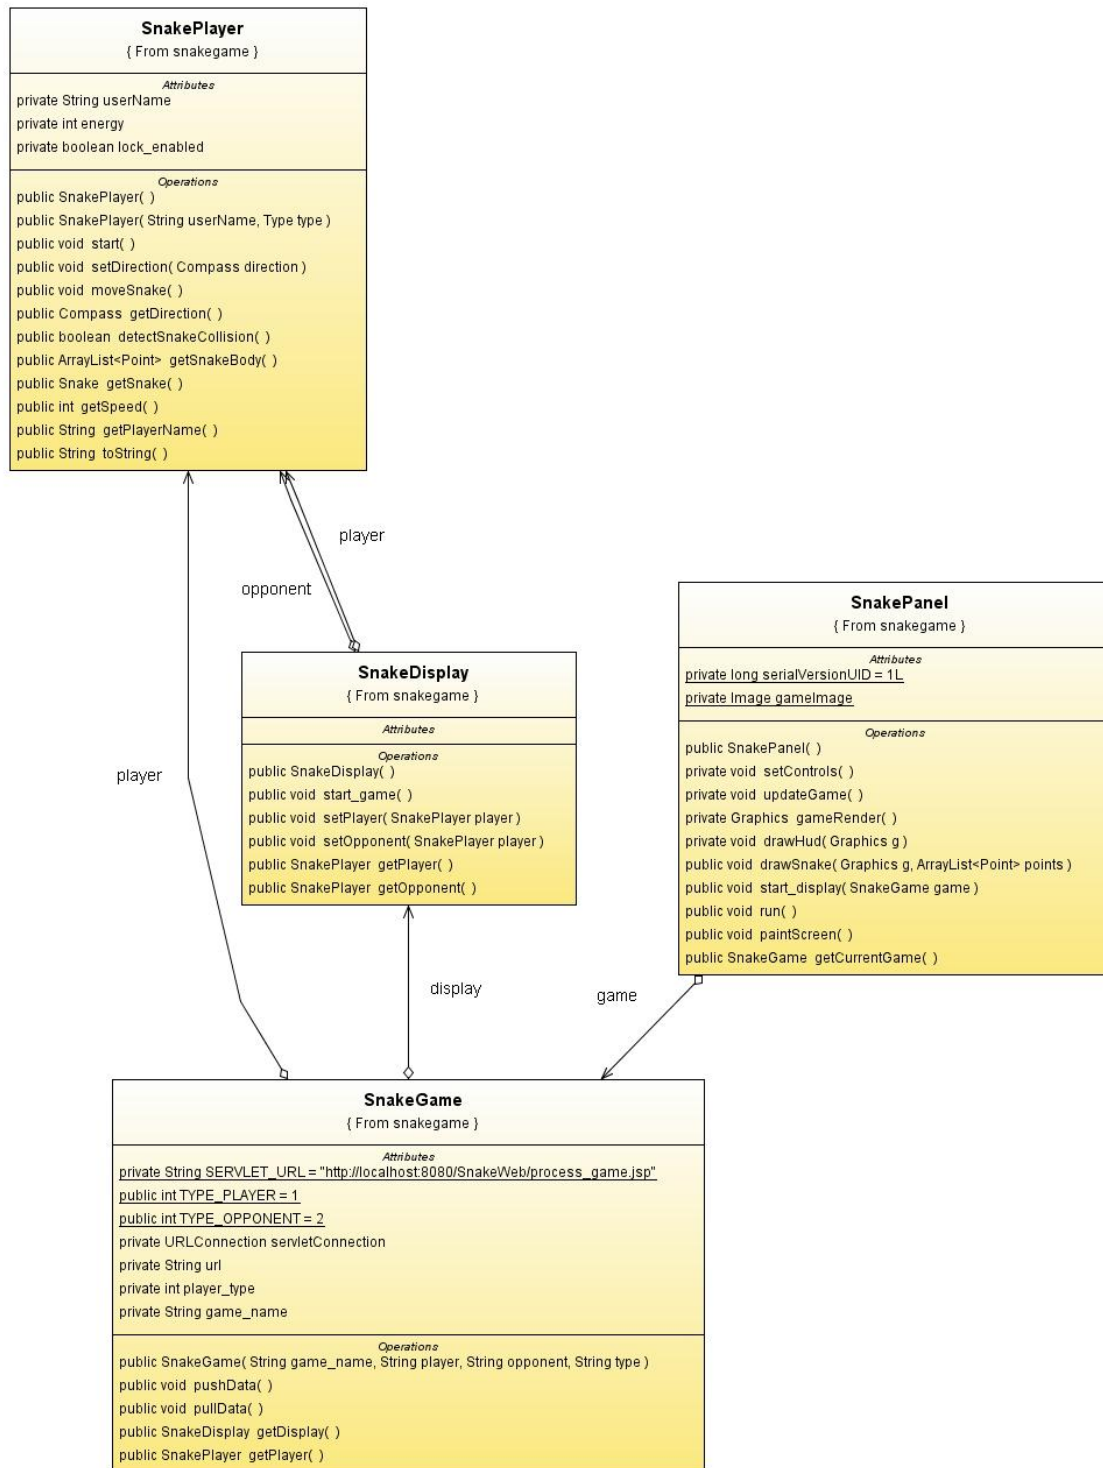 SnakePlayer
{ From snakegame }
Attributes
private String userName
private int energy
private boolean lock_enabled
Operations
public SnakePlayer( )
public SnakePlayer( String userName, Type type )
public void start( )
public void setDirection( Compass direction )
public void moveSnake( )
public Compass getDirection( )
public boolean detectSnakeCollision( )
public ArrayList<Point> getSnakeBody( )
public Snake getSnake( )
public int getSpeed( )
public String getPlayerName( )
public String toString( )
player
opponent
SnakeDisplay
{ From snakegame }
Attributes
Operations
public SnakeDisplay( )
public void start_game( )
public void setPlayer( SnakePlayer player )
public void setOpponent( SnakePlayer player )
public SnakePlayer getPlayer( )
public SnakePlayer getOpponent( )
SnakePanel
{ From snakegame }
Attributes
private long serialVersionUID = 1L
private Image gameImage
Operations
public SnakePanel( )
private void setControls( )
private void updateGame( )
private Graphics gameRender( )
private void drawHud( Graphics g )
public void drawSnake( Graphics g, ArrayList<Point> points )
public void start_display( SnakeGame game )
public void run( )
public void paintScreen( )
public SnakeGame getCurrentGame( )
player
display
game
SnakeGame
{ From snakegame }
Attributes
private String SERVLET_URL = "http://localhost:8080/SnakeWeb/process_game.jsp"
public int TYPE_PLAYER = 1
public int TYPE_OPPONENT = 2
private URLConnection servletConnection
private String url
private int player_type
private String game_name
Operations
public SnakeGame( String game_name, String player, String opponent, String type )
public void pushData( )
public void pullData( )
public SnakeDisplay getDisplay( )
public SnakePlayer getPlayer( )